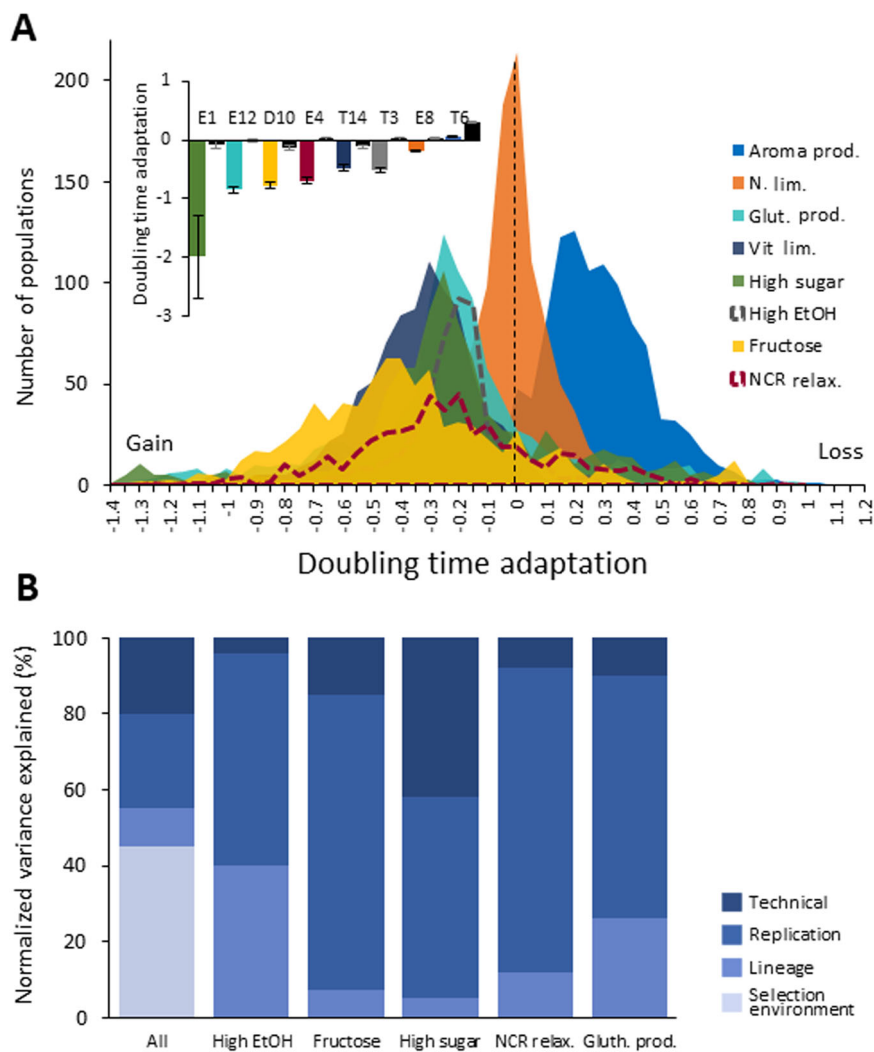 A
Number of populations
200
150
100
50
0
Doubling time adaptation
1
0
-1
-2
-3
E1 E12 D10 E4 T14 T3 E8 T6
Gain
Loss
Aroma prod.
N. lim.
Glut. prod.
Vit lim.
High sugar
High EtOH
Fructose
NCR relax.
-1.4 -1.3 -1.2 -1.1 -1 -0.9 -0.8 -0.7 -0.6 -0.5 -0.4 -0.3 -0.2 -0.1 0 0.1 0.2 0.3 0.4 0.5 0.6 0.7 0.8 0.9 1 1.1 1.2
Doubling time adaptation
B
Normalized variance explained (%)
100
80
60
40
20
0
All High EtOH Fructose High sugar NCR relax. Gluth. prod.
Technical
Replication
Lineage
Selection
environment